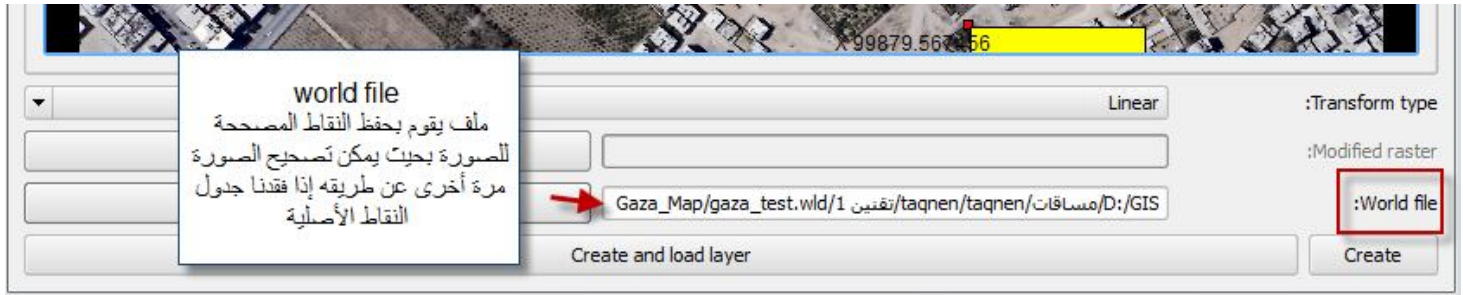 X 99879.567456
world file
ملف يقوم بحفظ النقاط المصححة
للصورة بحيث يمكن تصحيح الصورة
مرة أخرى عن طريقه إذا فقدنا جدول
النقاط الأصلية
:Transform type
Linear
:Modified raster
:World file
D:/GIS/مساقات/taqnen/taqnen/تقنين 1/Gaza_Map/gaza_test.wld
Create
Create and load layer